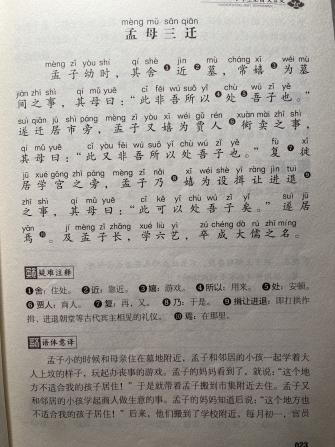 mèng mǔ sān qiān
孟母三迁
mèng zǐ yòu shí qí shè jìn mù cháng xī wéi mù
孟子幼时，其舍❶近❷墓，常嬉❸为墓
jiān zhī shì qí mǔ yuē cǐ fēi wú suǒ yǐ chù wú zǐ yě
间之事，其母曰：“此非吾所以❹处❺吾子也。”
suì qiān jū shì páng mèng zǐ yòu xī wéi gǔ rén xuàn mài zhī shì
遂迁居市旁，孟子又嬉为贾人❻衒卖之事，
qí mǔ yuē cǐ yòu fēi wú suǒ yǐ chù wú zǐ yě fù xǐ
其母曰：“此又非吾所以处吾子也。”复❼徙
jū xué gōng zhī páng mèng zǐ nǎi xī wéi shè yī ràng jìn tuì
居学宫之旁，孟子乃❽嬉为设揖让进退❾
zhī shì qí mǔ yuē cǐ kě yǐ chù wú zǐ yǐ suì jū
之事，其母曰：“此可以处吾子矣。”遂居
yān jí mèng zǐ zhǎng xué liù yì zú chéng dà rú zhī míng
焉❿。及孟子长，学六艺，卒成大儒之名。
疑难注释
❶舍：住处。❷近：靠近。❸嬉：游戏。❹所以：用来。❺处：安顿。
❻贾人：商人。❼复：再，又。❽乃：于是。❾揖让进退：即打拱作
揖、进退朝堂等古代宾主相见的礼仪。❿焉：在那里。
语体意译
孟子小的时候和母亲住在墓地附近，孟子和邻居的小孩一起学着大
人上坟的样子，玩起办丧事的游戏。孟子的妈妈看到了，就说：“这个地
方不适合我的孩子居住！”于是就带着孟子搬到市集附近去住。孟子又
和邻居的小孩学起商人做生意的事。孟子的妈妈知道后说：“这个地方
也不适合我的孩子居住！”后来，他们搬到了学校附近，每月初一，官员
023